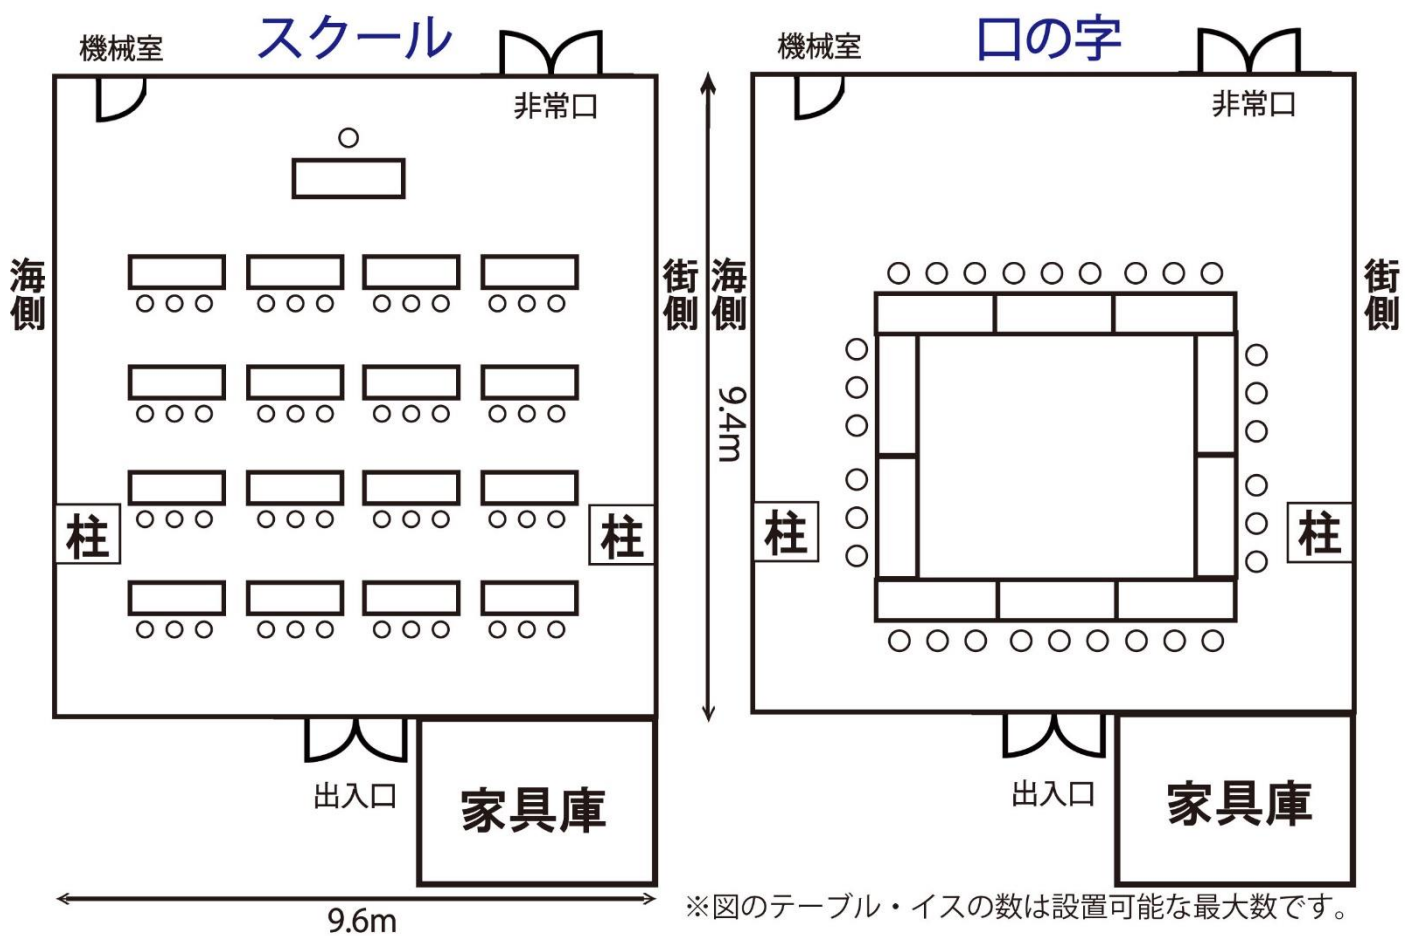 スクール
機械室
非常口
海側
街側
柱
柱
出入口
家具庫
9.6m
9.4m
口の字
機械室
非常口
海側
街側
柱
柱
出入口
家具庫
※図のテーブル・イスの数は設置可能な最大数です。